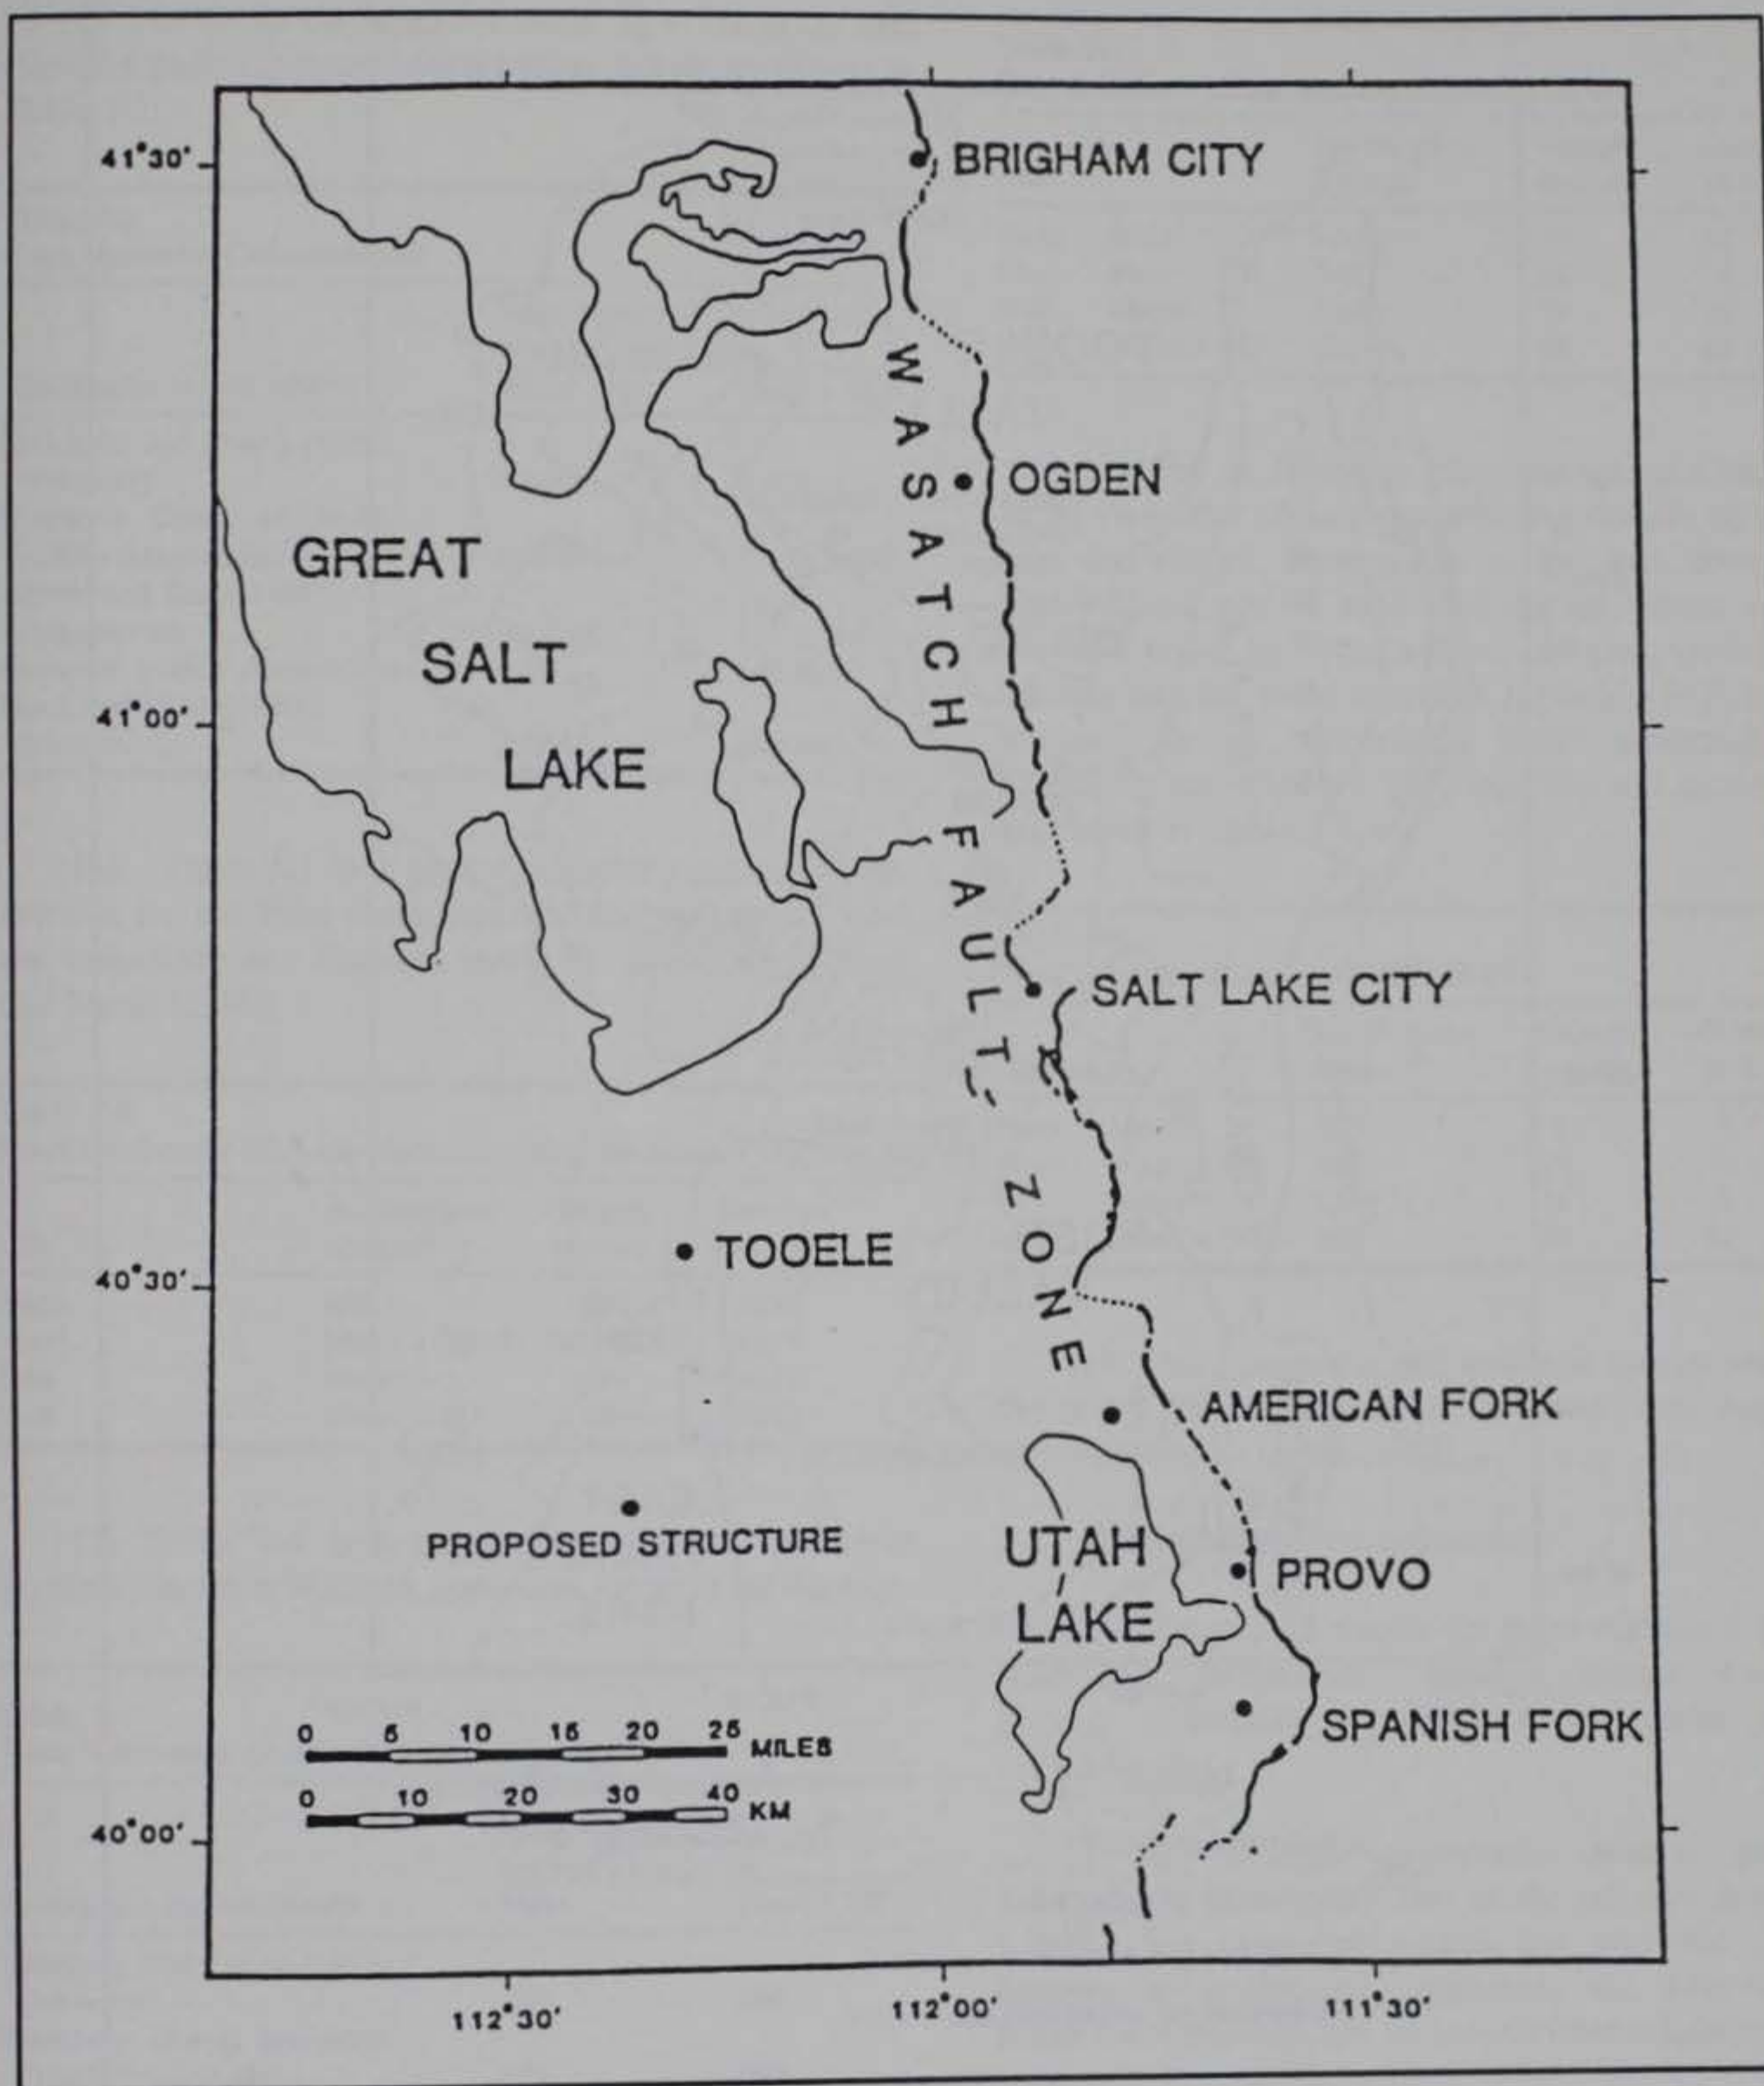 41°30'
BRIGHAM CITY
WASATCH FAULT ZONE
OGDEN
GREAT
SALT
LAKE
41°00'
SALT LAKE CITY
TOOELE
40°30'
AMERICAN FORK
PROPOSED STRUCTURE
UTAH
LAKE
PROVO
SPANISH FORK
0 5 10 15 20 25 MILES
0 10 20 30 40 KM
40°00'
112°30' 112°00' 111°30'